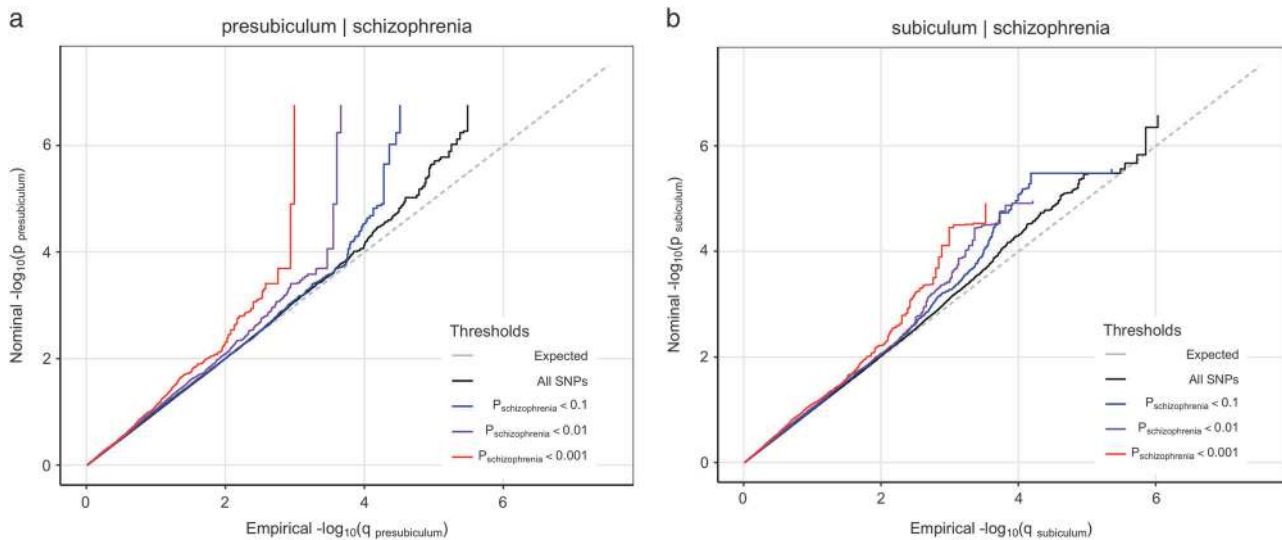 a
presubiculum | schizophrenia
Nominal -log10(p presubiculum)
6
4
2
0
0
2
4
6
Empirical -log10(q presubiculum)
Thresholds
Expected
All SNPs
Pschizophrenia < 0.1
Pschizophrenia < 0.01
Pschizophrenia < 0.001
b
subiculum | schizophrenia
Nominal -log10(p subiculum)
6
4
2
0
0
2
4
6
Empirical -log10(q subiculum)
Thresholds
Expected
All SNPs
Pschizophrenia < 0.1
Pschizophrenia < 0.01
Pschizophrenia < 0.001